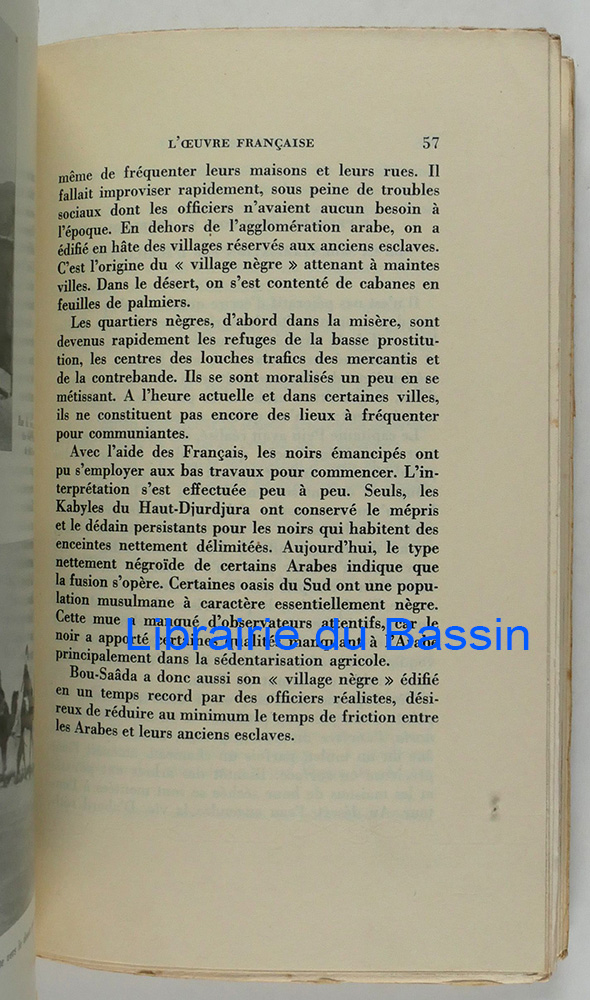 L'ŒUVRE FRANÇAISE 57
même de fréquenter leurs maisons et leurs rues. Il
fallait improviser rapidement, sous peine de troubles
sociaux dont les officiers n'avaient aucun besoin à
l'époque. En dehors de l'agglomération arabe, on a
édifié en hâte des villages réservés aux anciens esclaves.
C'est l'origine du « village nègre » attenant à maintes
villes. Dans le désert, on s'est contenté de cabanes en
feuilles de palmiers.
Les quartiers nègres, d'abord dans la misère, sont
devenus rapidement les refuges de la basse prostitu-
tion, les centres des louches trafics des mercantis et
de la contrebande. Ils se sont moralisés un peu en se
métissant. A l'heure actuelle et dans certaines villes,
ils ne constituent pas encore des lieux à fréquenter
pour communiantes.
Avec l'aide des Français, les noirs émancipés ont
pu s'employer aux bas travaux pour commencer. L'in-
terprétation s'est effectuée peu à peu. Seuls, les
Kabyles du Haut-Djurdjura ont conservé le mépris
et le dédain persistants pour les noirs qui habitent des
enceintes nettement délimitées. Aujourd'hui, le type
nettement négroïde de certains Arabes indique que
la fusion s'opère. Certaines oasis du Sud ont une popu-
lation musulmane à caractère essentiellement nègre.
Cette mue a manqué d'observateurs attentifs, car le
noir a apporté certaines qualités manquant à l'Arabe
principalement dans la sédentarisation agricole.
Bou-Saâda a donc aussi son « village nègre » édifié
en un temps record par des officiers réalistes, dési-
reux de réduire au minimum le temps de friction entre
les Arabes et leurs anciens esclaves.
Librairie du Bassin